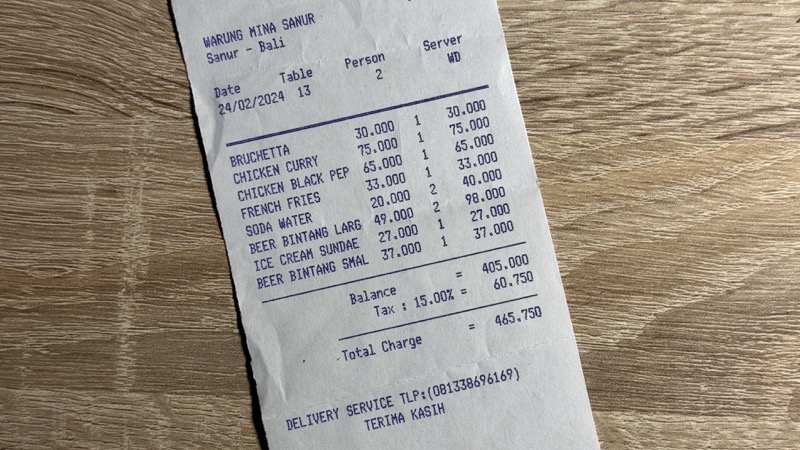 WARUNG MINA SANUR
Sanur - Bali
Date Table Person Server
24/02/2024 13 2 WD
BRUCHETTA 30.000 1 30.000
CHICKEN CURRY 75.000 1 75.000
CHICKEN BLACK PEP 65.000 1 65.000
FRENCH FRIES 33.000 1 33.000
SODA WATER 20.000 2 40.000
BEER BINTANG LARG 49.000 2 98.000
ICE CREAM SUNDAE 27.000 1 27.000
BEER BINTANG SMAL 37.000 1 37.000
Balance = 405.000
Tax : 15.00% = 60.750
Total Charge = 465.750
DELIVERY SERVICE TLP:(081338696169)
TERIMA KASIH